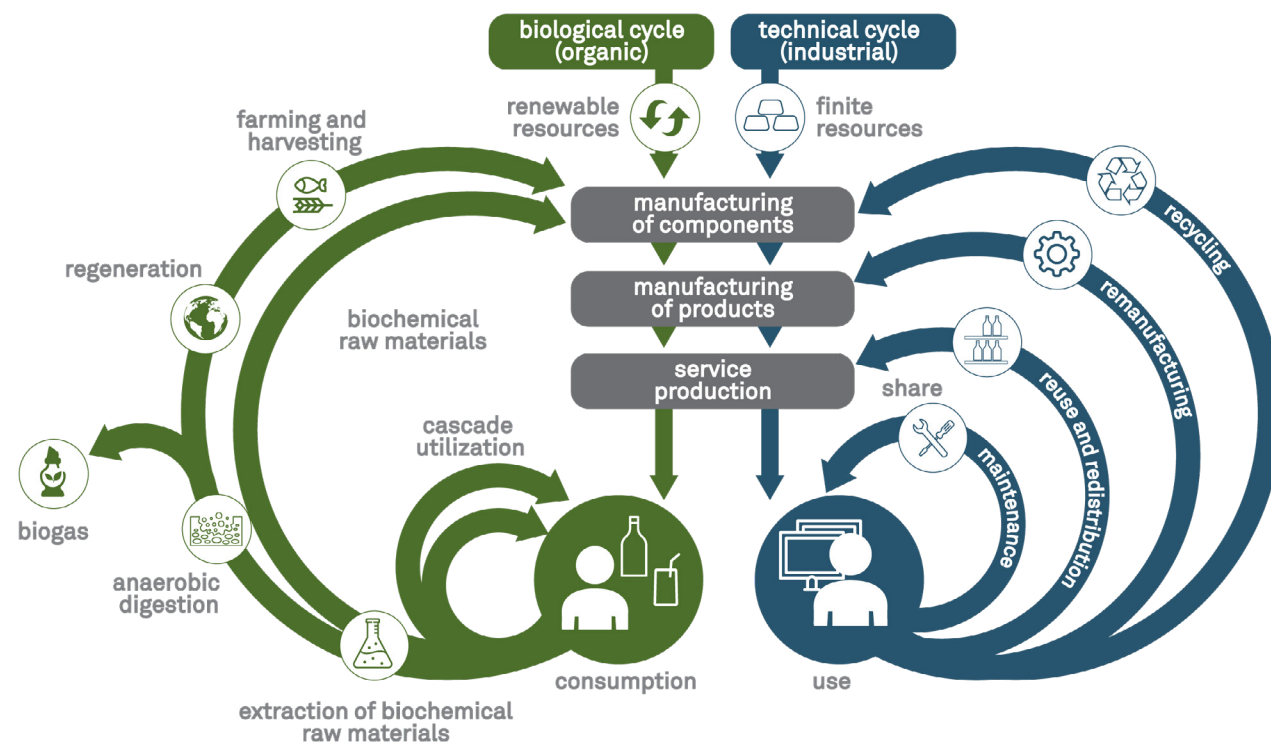 biological cycle
(organic)
technical cycle
(industrial)
renewable
resources
finite
resources
farming and
harvesting
manufacturing
of components
recycling
regeneration
manufacturing
of products
remanufacturing
biochemical
raw materials
service
production
share
reuse and redistribution
cascade
utilization
maintenance
biogas
anaerobic
digestion
consumption
use
extraction of biochemical
raw materials